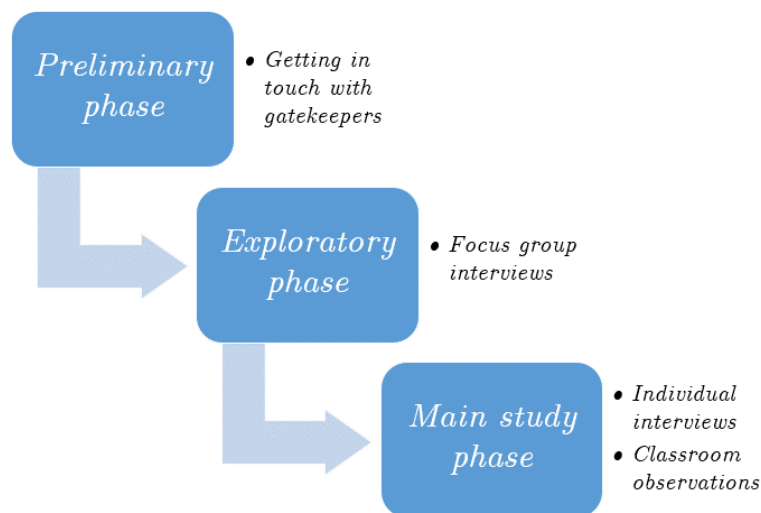 Preliminary
phase
• Getting in
touch with
gatekeepers
Exploratory
phase
• Focus group
interviews
Main study
phase
• Individual
interviews
• Classroom
observations